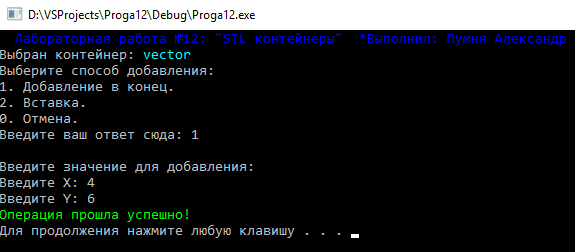 D:\VSProjects\Proga12\Debug\Proga12.exe
Лабораторная работа №12: "STL контейнеры" *Выполнил: Пумня Александр
Выбран контейнер: vector
Выберите способ добавления:
1. Добавление в конец.
2. Вставка.
0. Отмена.
Введите ваш ответ сюда: 1
Введите значение для добавления:
Введите X: 4
Введите Y: 6
Операция прошла успешно!
Для продолжения нажмите любую клавишу . . .